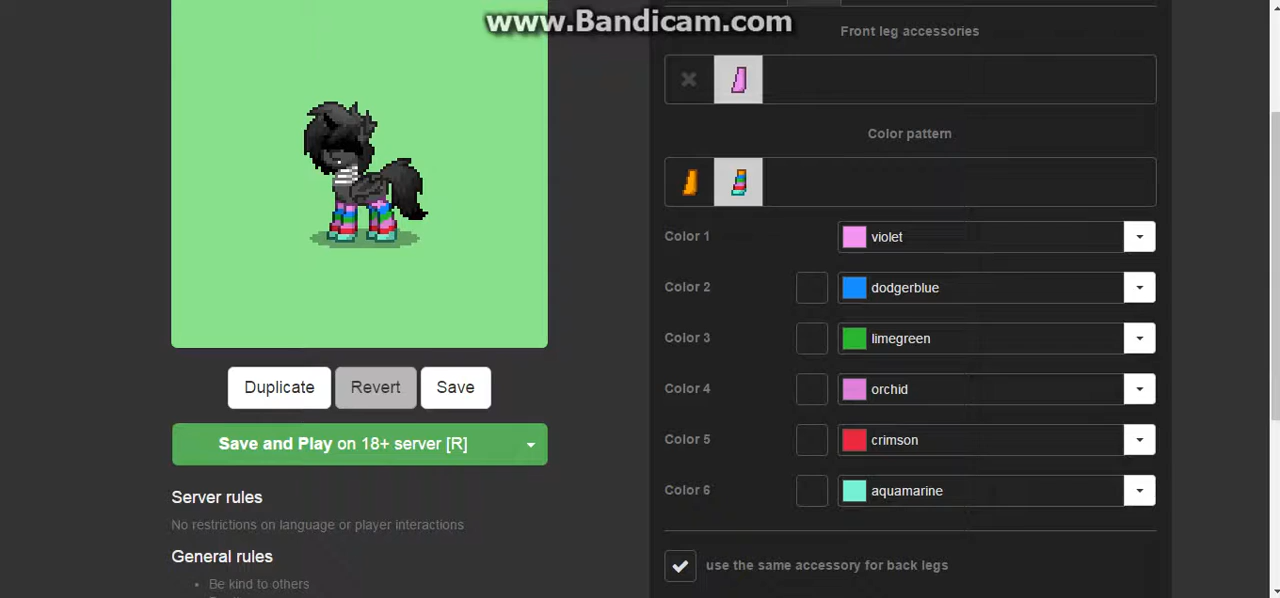 www.Bandicam.com
Front leg accessories
Color pattern
Color 1 violet
Color 2 dodgerblue
Color 3 limegreen
Color 4 orchid
Color 5 crimson
Color 6 aquamarine
use the same accessory for back legs
Duplicate Revert Save
Save and Play on 18+ server [R]
Server rules
No restrictions on language or player interactions
General rules
Be kind to others